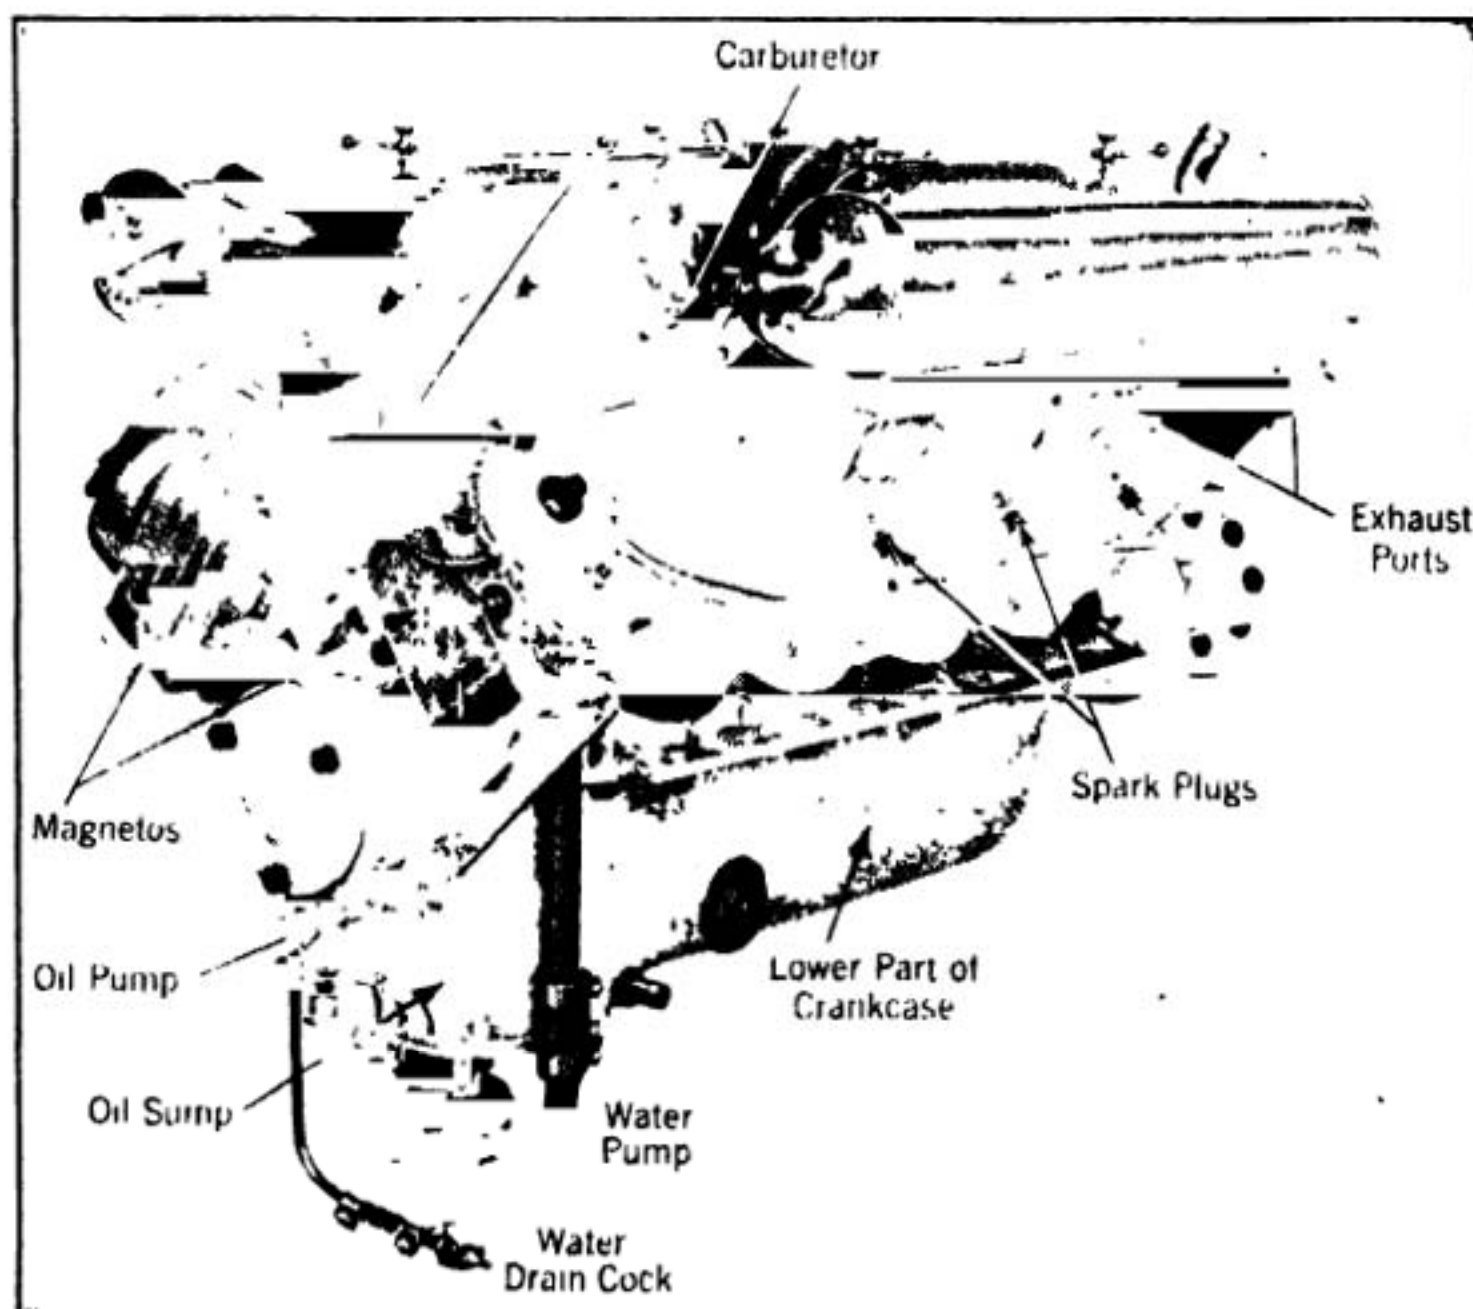 Carburetor
Exhaust
Ports
Spark Plugs
Magnetos
Oil Pump
Lower Part of
Crankcase
Oil Sump
Water
Pump
Water
Drain Cock